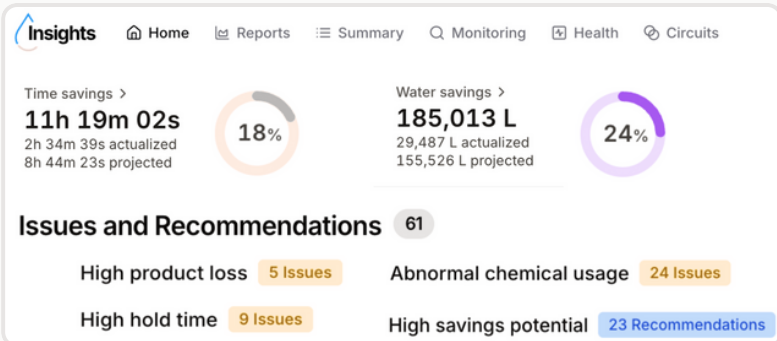 Insights Home Reports Summary Monitoring Health Circuits
Time savings >
11h 19m 02s
2h 34m 39s actualized
8h 44m 23s projected
18%
Water savings >
185,013 L
29,487 L actualized
155,526 L projected
24%
Issues and Recommendations 61
High product loss 5 Issues
Abnormal chemical usage 24 Issues
High hold time 9 Issues
High savings potential 23 Recommendations